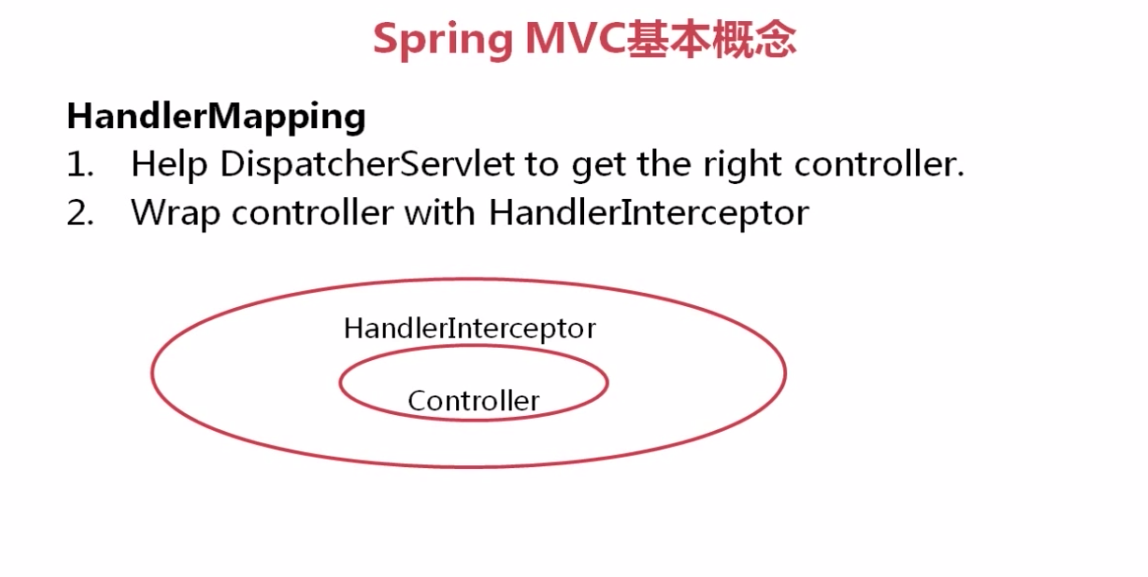 Spring MVC基本概念
HandlerMapping
1. Help DispatcherServlet to get the right controller.
2. Wrap controller with HandlerInterceptor
HandlerInterceptor
Controller